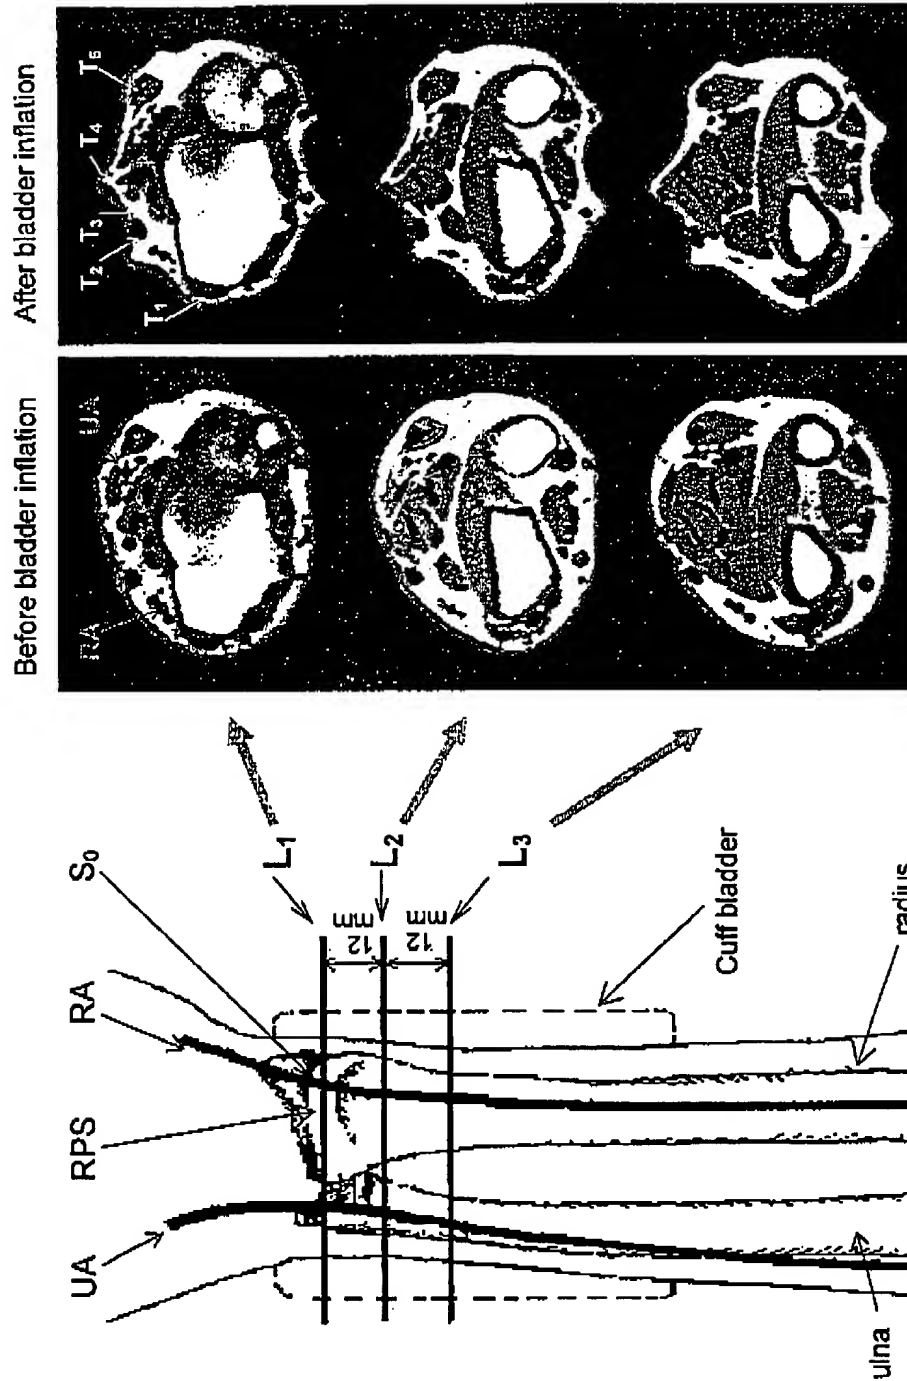 After bladder inflation
Before bladder inflation
T1
T2
T3
T4
T5
RA
UA
UA
RPS
RA
S0
L1
L2
L3
12 mm
12 mm
Cuff bladder
radius
ulna